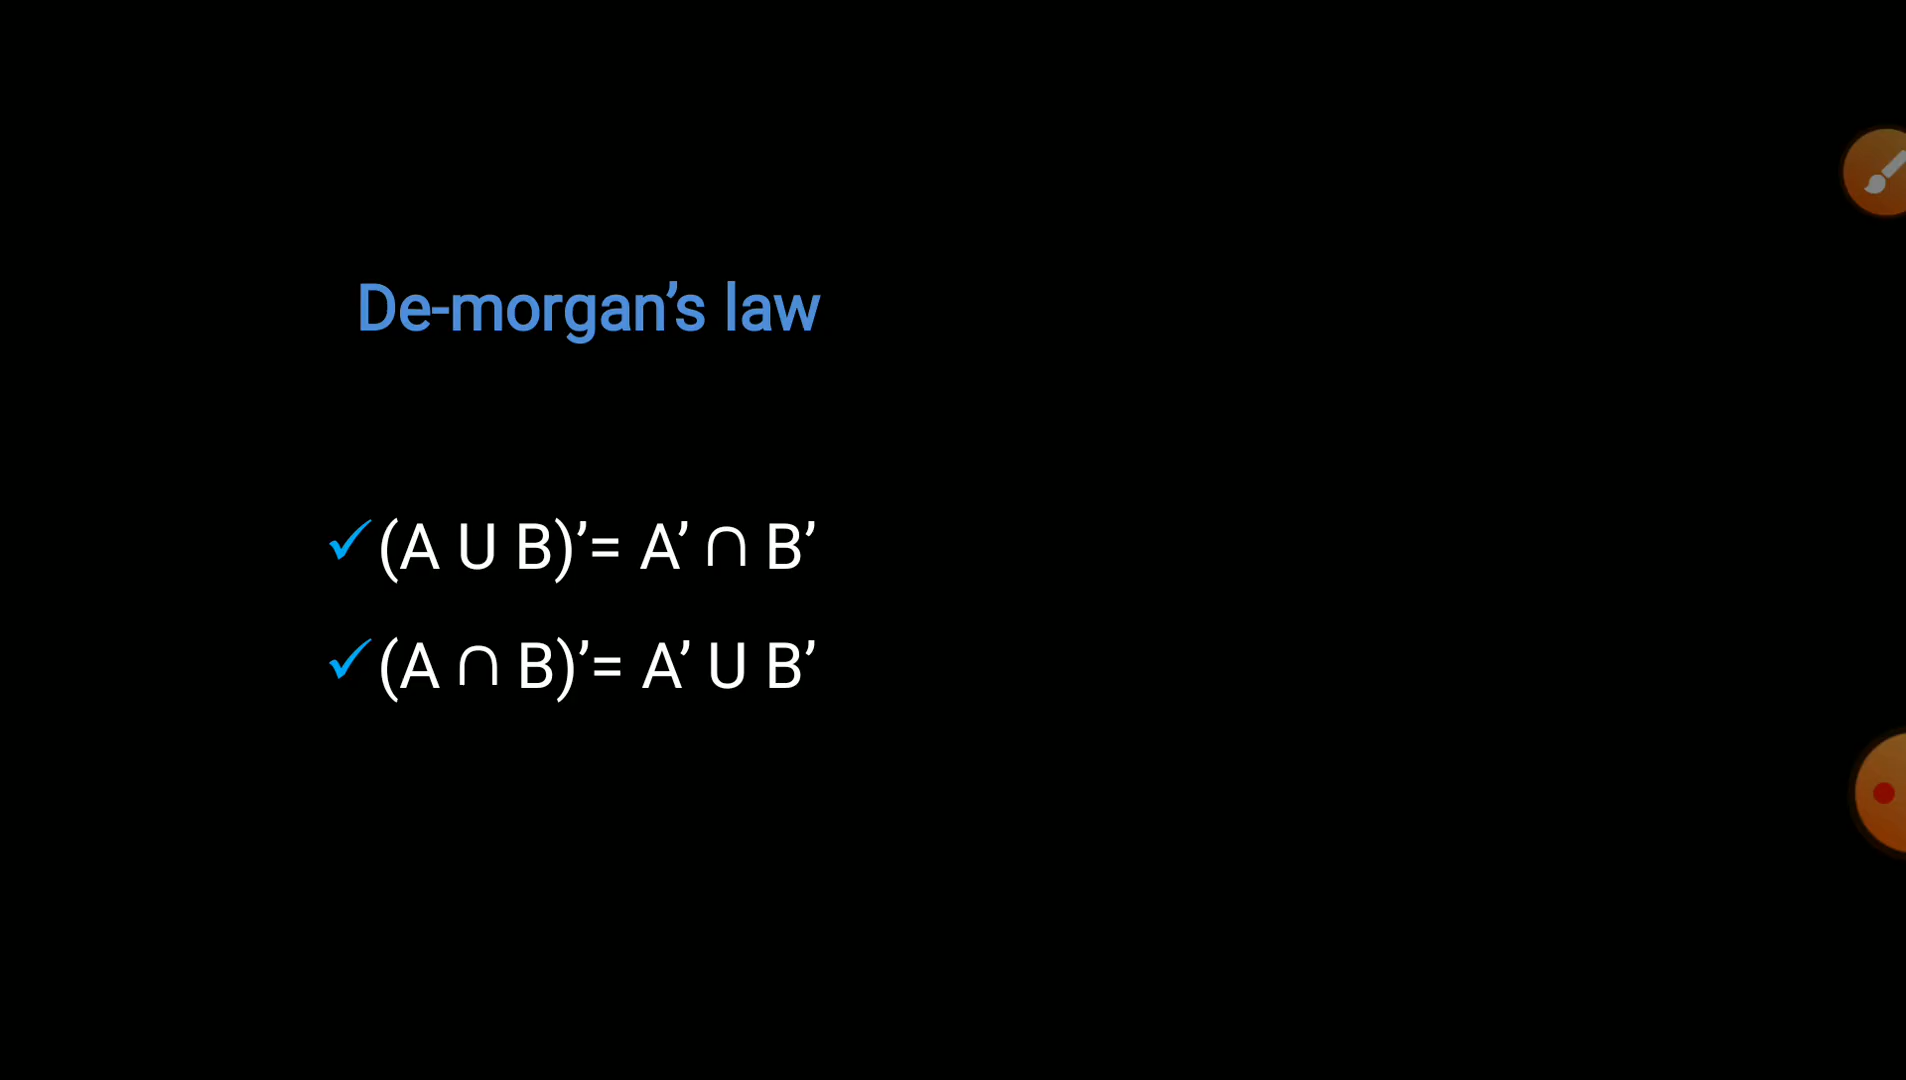 De-morgan’s law
✓(A U B)’= A’ ∩ B’
✓(A ∩ B)’= A’ U B’